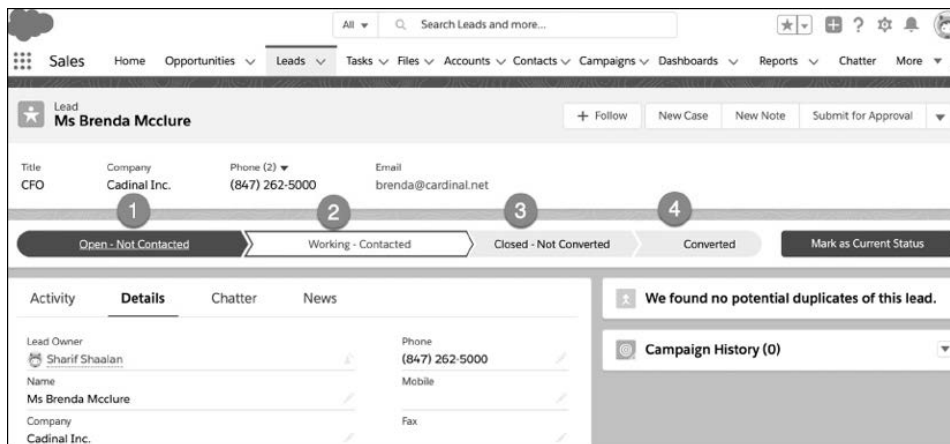 All Search Leads and more...
Sales Home Opportunities Leads Tasks Files Accounts Contacts Campaigns Dashboards Reports Chatter More
Lead
Ms Brenda Mcclure
+ Follow New Case New Note Submit for Approval
Title Company Phone (2) Email
CFO Cadinal Inc. (847) 262-5000 brenda@cardinal.net
1 2 3 4
Open - Not Contacted Working - Contacted Closed - Not Converted Converted Mark as Current Status
Activity Details Chatter News
Lead Owner
Sharif Shaalan
Name
Ms Brenda Mcclure
Company
Cadinal Inc.
Phone
(847) 262-5000
Mobile
Fax
We found no potential duplicates of this lead.
Campaign History (0)